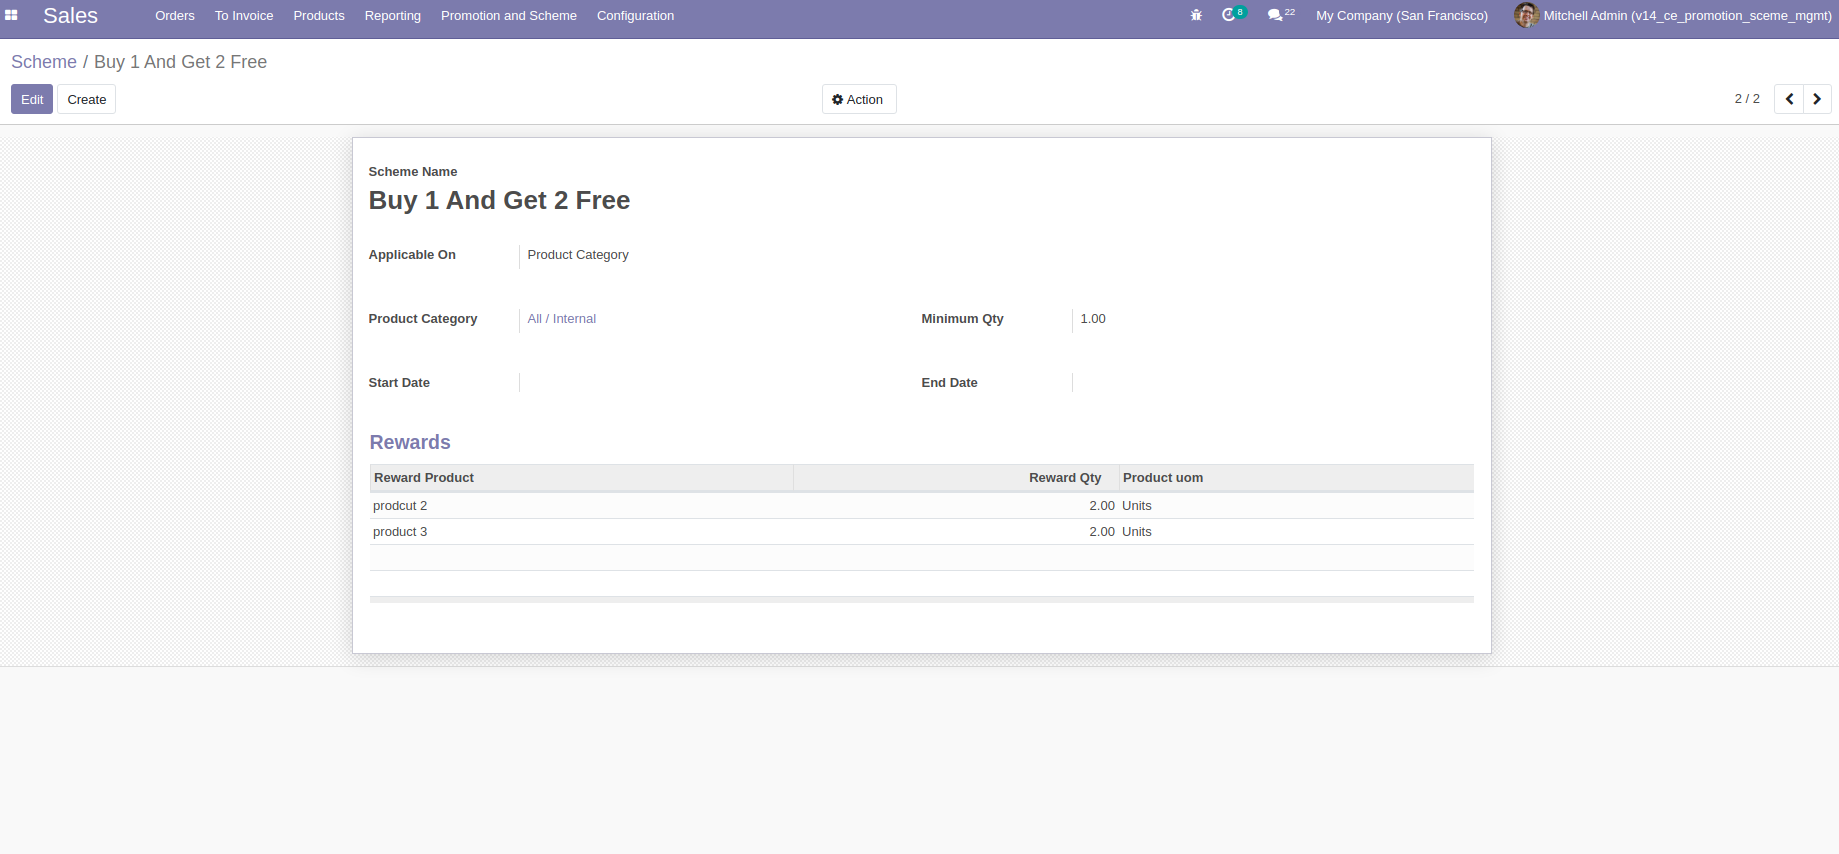 Sales Orders To Invoice Products Reporting Promotion and Scheme Configuration 8 22 My Company (San Francisco) Mitchell Admin (v14_ce_promotion_sceme_mgmt)
Scheme / Buy 1 And Get 2 Free
Edit Create Action 2 / 2
Scheme Name
Buy 1 And Get 2 Free
Applicable On Product Category
Product Category All / Internal Minimum Qty 1.00
Start Date End Date
Rewards
Reward Product Reward Qty Product uom
prodcut 2 2.00 Units
product 3 2.00 Units